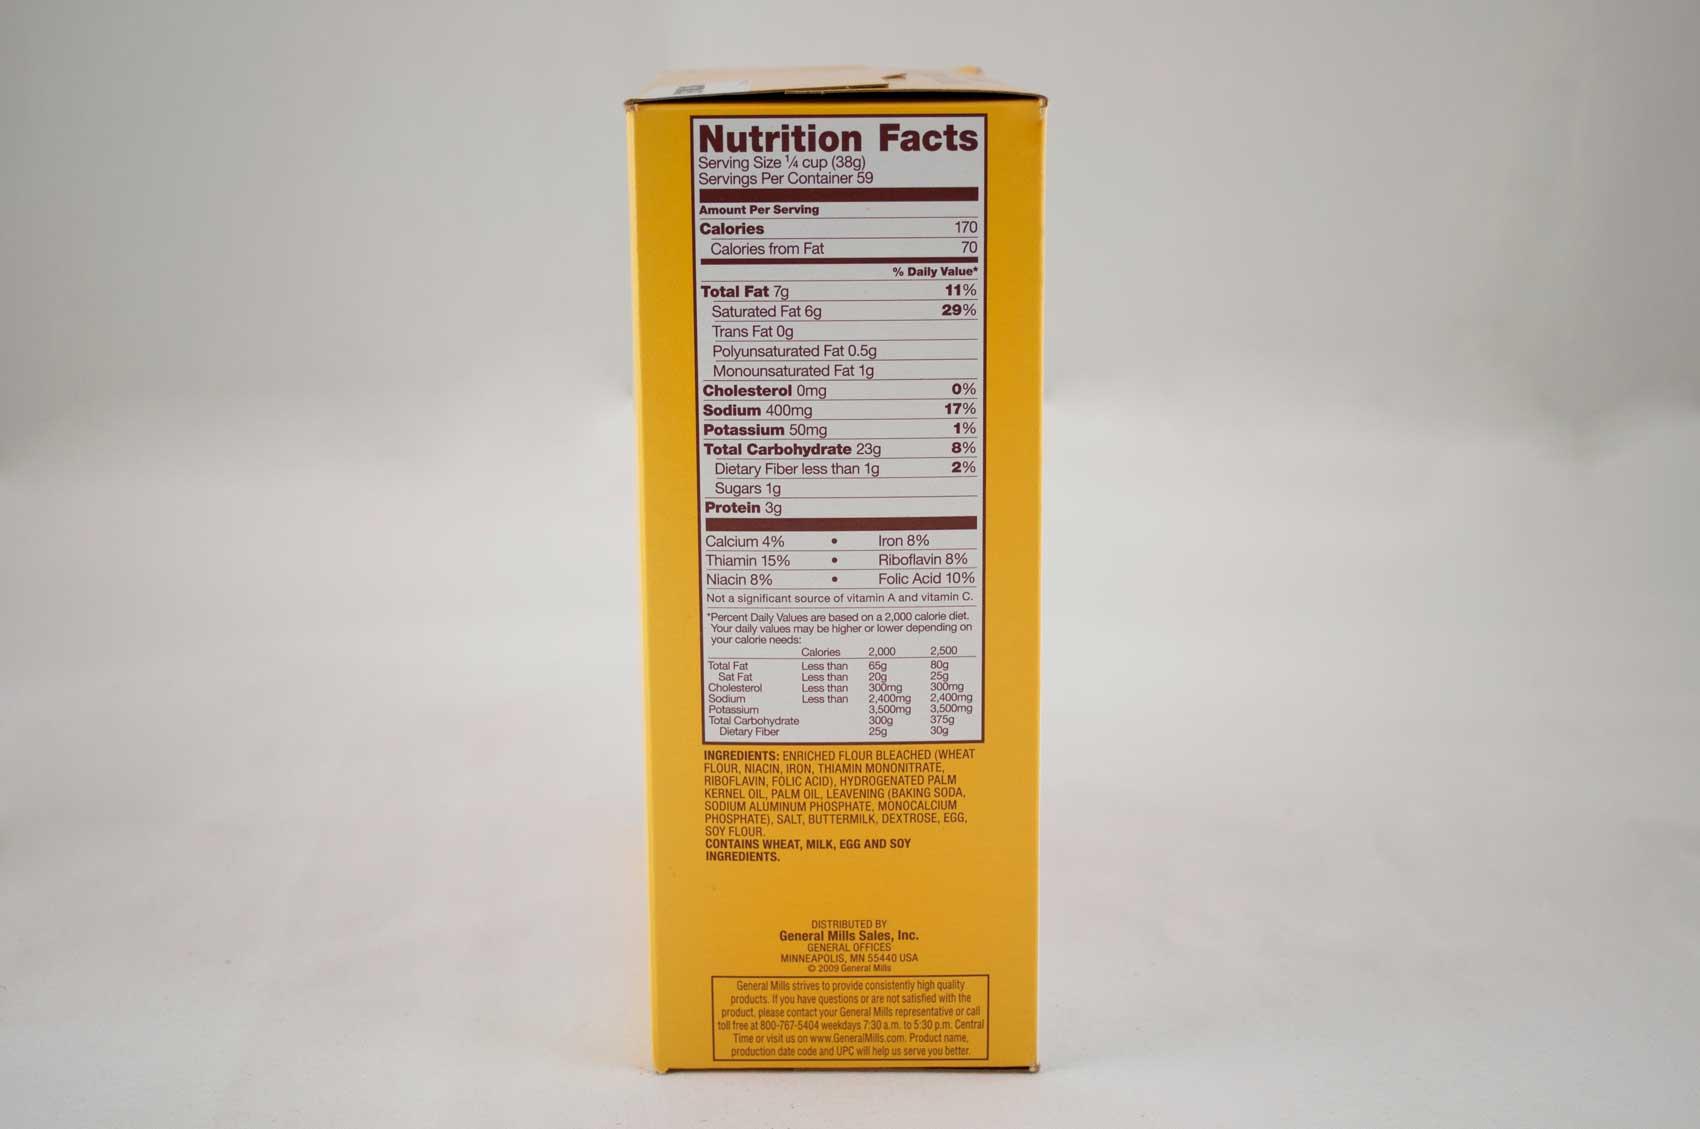 Nutrition Facts
Serving Size ¼ cup (38g)
Servings Per Container 59
Amount Per Serving
Calories 170
Calories from Fat 70
% Daily Value*
Total Fat 7g 11%
Saturated Fat 6g 29%
Trans Fat 0g
Polyunsaturated Fat 0.5g
Monounsaturated Fat 1g
Cholesterol 0mg 0%
Sodium 400mg 17%
Potassium 50mg 1%
Total Carbohydrate 23g 8%
Dietary Fiber less than 1g 2%
Sugars 1g
Protein 3g
Calcium 4% • Iron 8%
Thiamin 15% • Riboflavin 8%
Niacin 8% • Folic Acid 10%
Not a significant source of vitamin A and vitamin C.
*Percent Daily Values are based on a 2,000 calorie diet.
Your daily values may be higher or lower depending on
your calorie needs:
Calories 2,000 2,500
Total Fat Less than 65g 80g
Sat Fat Less than 20g 25g
Cholesterol Less than 300mg 300mg
Sodium Less than 2,400mg 2,400mg
Potassium 3,500mg 3,500mg
Total Carbohydrate 300g 375g
Dietary Fiber 25g 30g
INGREDIENTS: ENRICHED FLOUR BLEACHED (WHEAT
FLOUR, NIACIN, IRON, THIAMIN MONONITRATE,
RIBOFLAVIN, FOLIC ACID), HYDROGENATED PALM
KERNEL OIL, PALM OIL, LEAVENING (BAKING SODA,
SODIUM ALUMINUM PHOSPHATE, MONOCALCIUM
PHOSPHATE), SALT, BUTTERMILK, DEXTROSE, EGG,
SOY FLOUR.
CONTAINS WHEAT, MILK, EGG AND SOY
INGREDIENTS.
DISTRIBUTED BY
General Mills Sales, Inc.
GENERAL OFFICES
MINNEAPOLIS, MN 55440 USA
© 2009 General Mills
General Mills strives to provide consistently high quality
products. If you have questions or are not satisfied with the
product, please contact your General Mills representative or call
toll free at 800-767-5404 weekdays 7:30 a.m. to 5:30 p.m. Central
Time or visit us on www.GeneralMills.com. Product name,
production date code and UPC will help us serve you better.